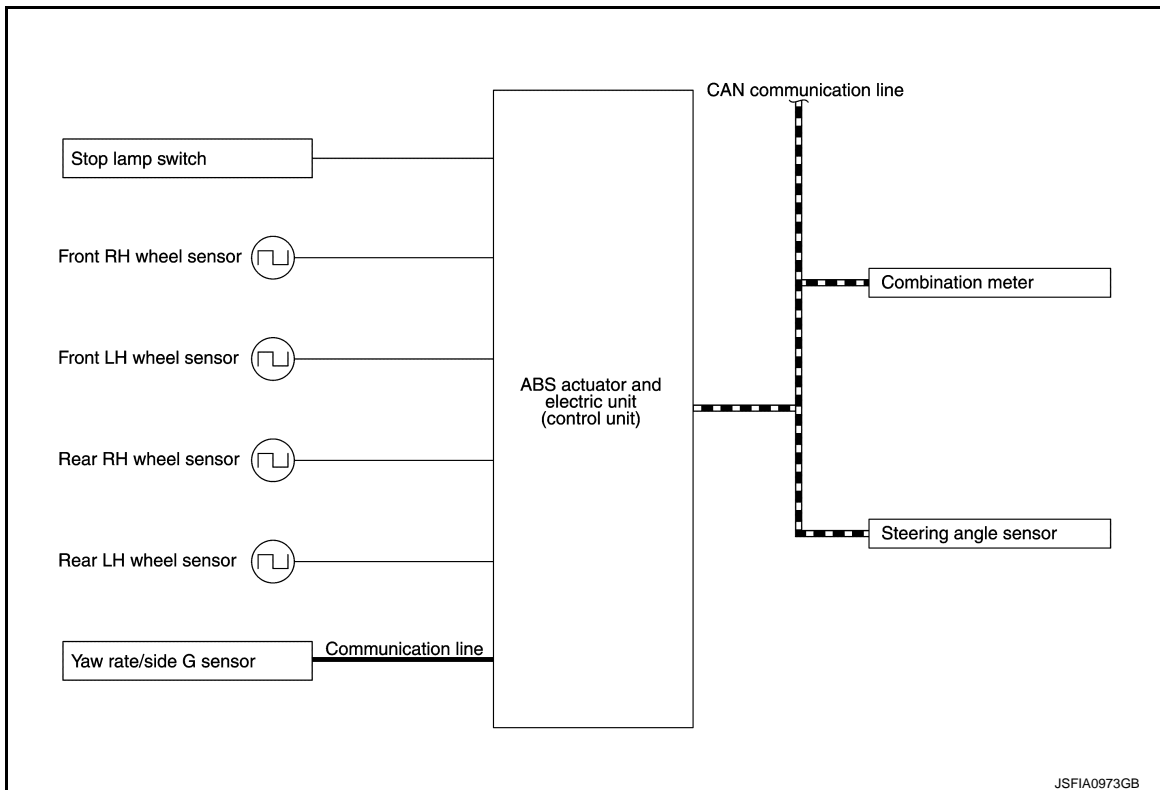 CAN communication line
Stop lamp switch
Front RH wheel sensor
Combination meter
Front LH wheel sensor
ABS actuator and
electric unit
(control unit)
Rear RH wheel sensor
Steering angle sensor
Rear LH wheel sensor
Communication line
Yaw rate/side G sensor
JSFIA0973GB